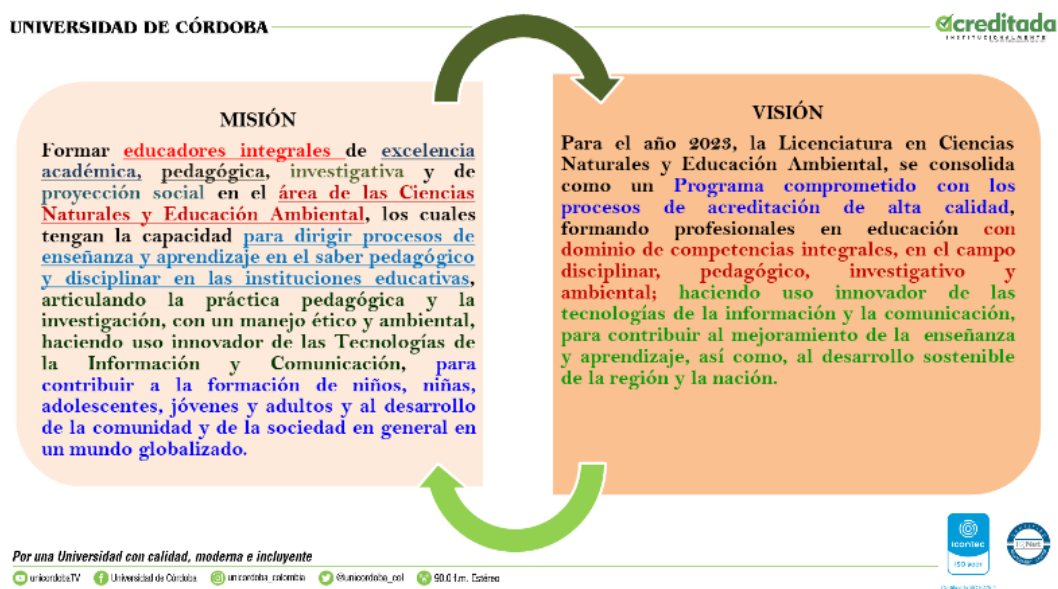 UNIVERSIDAD DE CÓRDOBA
acreditada
INSTITUCIONALMENTE
MISIÓN
Formar educadores integrales de excelencia
académica, pedagógica, investigativa y de
proyección social en el área de las Ciencias
Naturales y Educación Ambiental, los cuales
tengan la capacidad para dirigir procesos de
enseñanza y aprendizaje en el saber pedagógico
y disciplinar en las instituciones educativas,
articulando la práctica pedagógica y la
investigación, con un manejo ético y ambiental,
haciendo uso innovador de las Tecnologías de
la Información y Comunicación, para
contribuir a la formación de niños, niñas,
adolescentes, jóvenes y adultos y al desarrollo
de la comunidad y de la sociedad en general en
un mundo globalizado.
VISIÓN
Para el año 2023, la Licenciatura en Ciencias
Naturales y Educación Ambiental, se consolida
como un Programa comprometido con los
procesos de acreditación de alta calidad,
formando profesionales en educación con
dominio de competencias integrales, en el campo
disciplinar, pedagógico, investigativo y
ambiental; haciendo uso innovador de las
tecnologías de la información y la comunicación,
para contribuir al mejoramiento de la enseñanza
y aprendizaje, así como, al desarrollo sostenible
de la región y la nación.
Por una Universidad con calidad, moderna e incluyente
unicordobaTV Universidad de Córdoba unicordoba_colombia @unicordoba_col 90.0 f.m. Estéreo
icontec
ISO 9001
IQNet